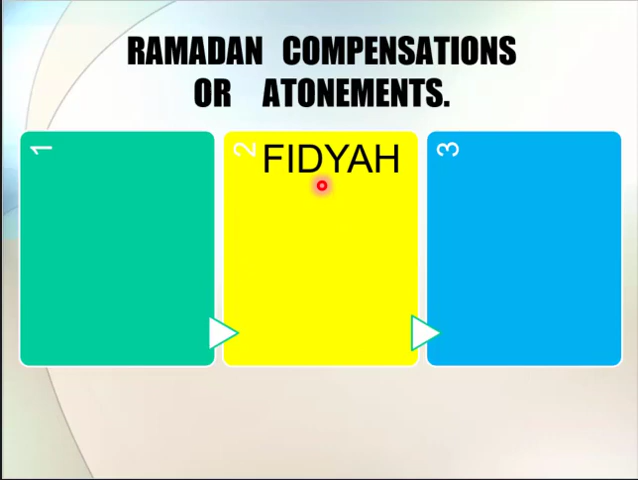 RAMADAN COMPENSATIONS
OR ATONEMENTS.
1
2
FIDYAH
3